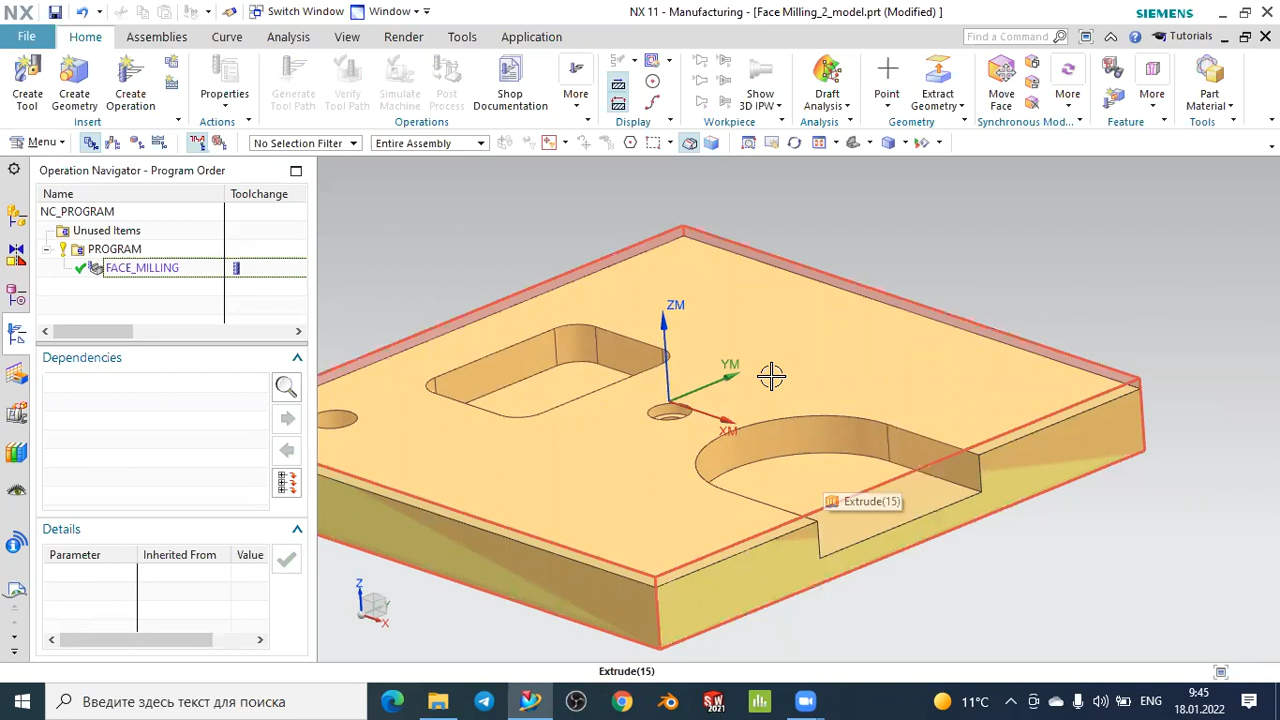 NX
Switch Window
Window
NX 11 - Manufacturing - [Face Milling_2_model.prt (Modified) ]
SIEMENS
File
Home
Assemblies
Curve
Analysis
View
Render
Tools
Application
Find a Command
Tutorials
Create Tool
Create Geometry
Create Operation
Properties
Generate Tool Path
Verify Tool Path
Simulate Machine
Post Process
Shop Documentation
More
Show 3D IPW
Draft Analysis
Point
Extract Geometry
Move Face
More
More
Part Material
Insert
Actions
Operations
Display
Workpiece
Analysis
Geometry
Synchronous Mod...
Feature
Tools
Menu
No Selection Filter
Entire Assembly
Operation Navigator - Program Order
Name
Toolchange
NC_PROGRAM
Unused Items
PROGRAM
FACE_MILLING
Dependencies
Details
Parameter
Inherited From
Value
ZM
YM
XM
Extrude(15)
Z
Y
X
Extrude(15)
Введите здесь текст для поиска
SW
2021
11°C
ENG
9:45
18.01.2022